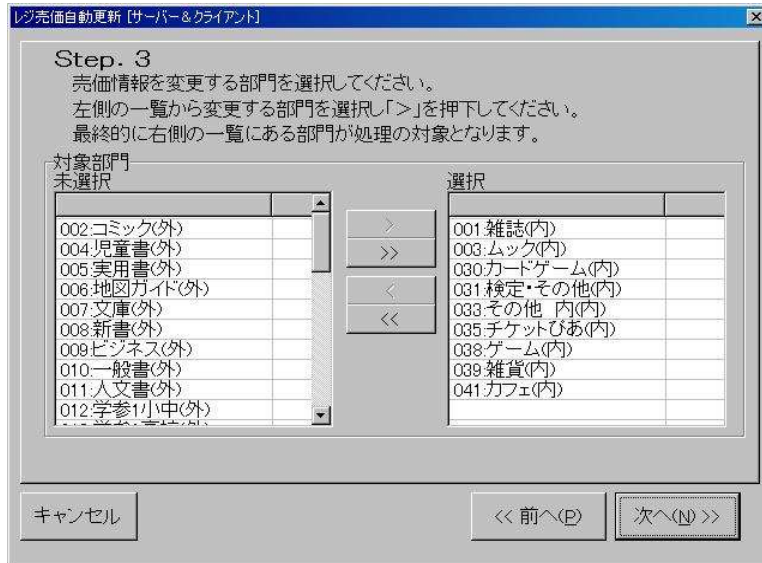 レジ売価自動更新 [サーバー＆クライアント]
Step. 3
売価情報を変更する部門を選択してください。
左側の一覧から変更する部門を選択し「＞」を押下してください。
最終的に右側の一覧にある部門が処理の対象となります。
対象部門
未選択
002:コミック(外)
004:児童書(外)
005:実用書(外)
006:地図ガイド(外)
007:文庫(外)
008:新書(外)
009:ビジネス(外)
010:一般書(外)
011:人文書(外)
012:学参1小中(外)
>
>>
<
<<
選択
001:雑誌(内)
003:ムック(内)
030:カードゲーム(内)
031:検定・その他(内)
033:その他　内(内)
035:チケットぴあ(内)
038:ゲーム(内)
039:雑貨(内)
041:カフェ(内)
キャンセル
<< 前へ(P)
次へ(N) >>